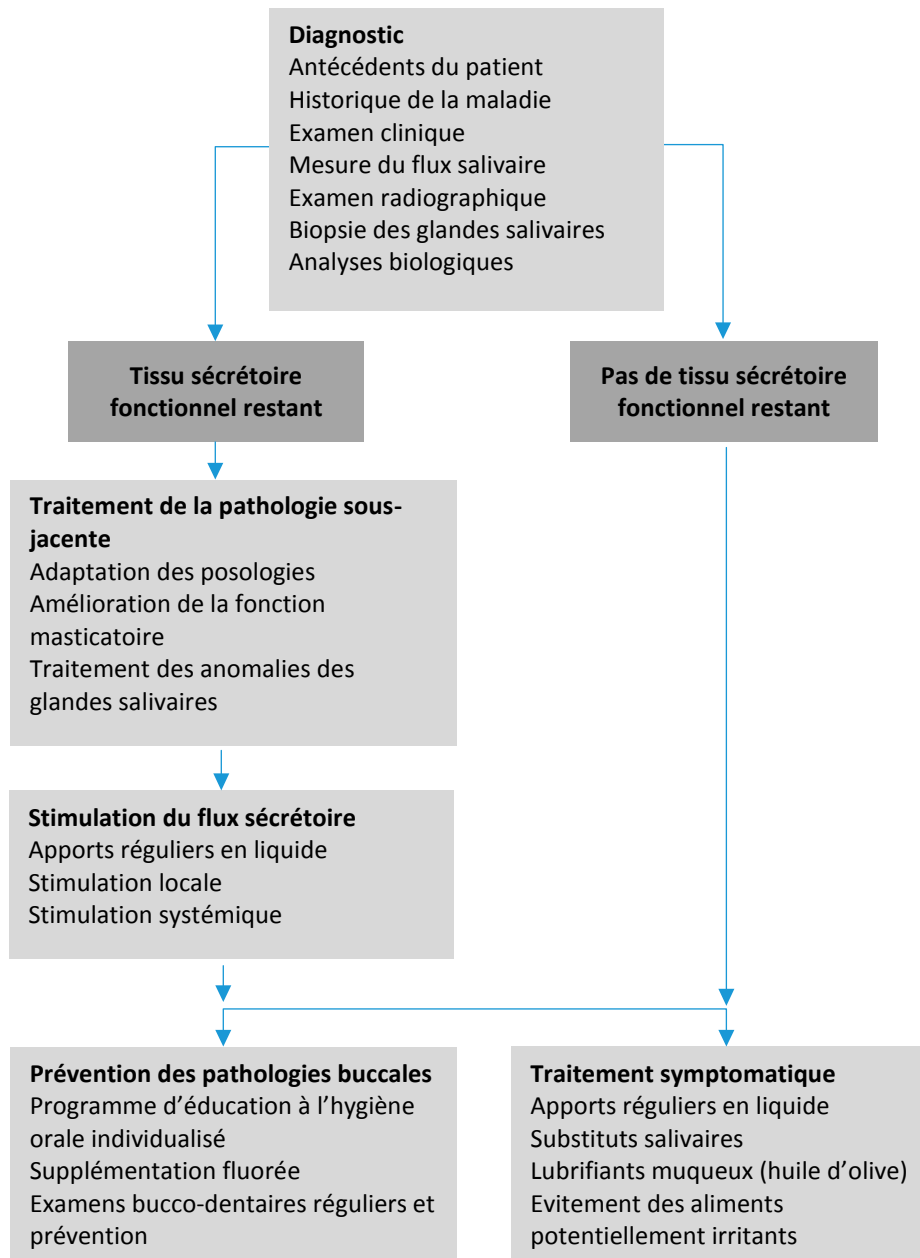 Diagnostic
Antécédents du patient
Historique de la maladie
Examen clinique
Mesure du flux salivaire
Examen radiographique
Biopsie des glandes salivaires
Analyses biologiques
Tissu sécrétoire
fonctionnel restant
Pas de tissu sécrétoire
fonctionnel restant
Traitement de la pathologie sous-
jacente
Adaptation des posologies
Amélioration de la fonction
masticatoire
Traitement des anomalies des
glandes salivaires
Stimulation du flux sécrétoire
Apports réguliers en liquide
Stimulation locale
Stimulation systémique
Prévention des pathologies buccales
Programme d’éducation à l’hygiène
orale individualisé
Supplémentation fluorée
Examens bucco-dentaires réguliers et
prévention
Traitement symptomatique
Apports réguliers en liquide
Substituts salivaires
Lubrifiants muqueux (huile d’olive)
Evitement des aliments
potentiellement irritants